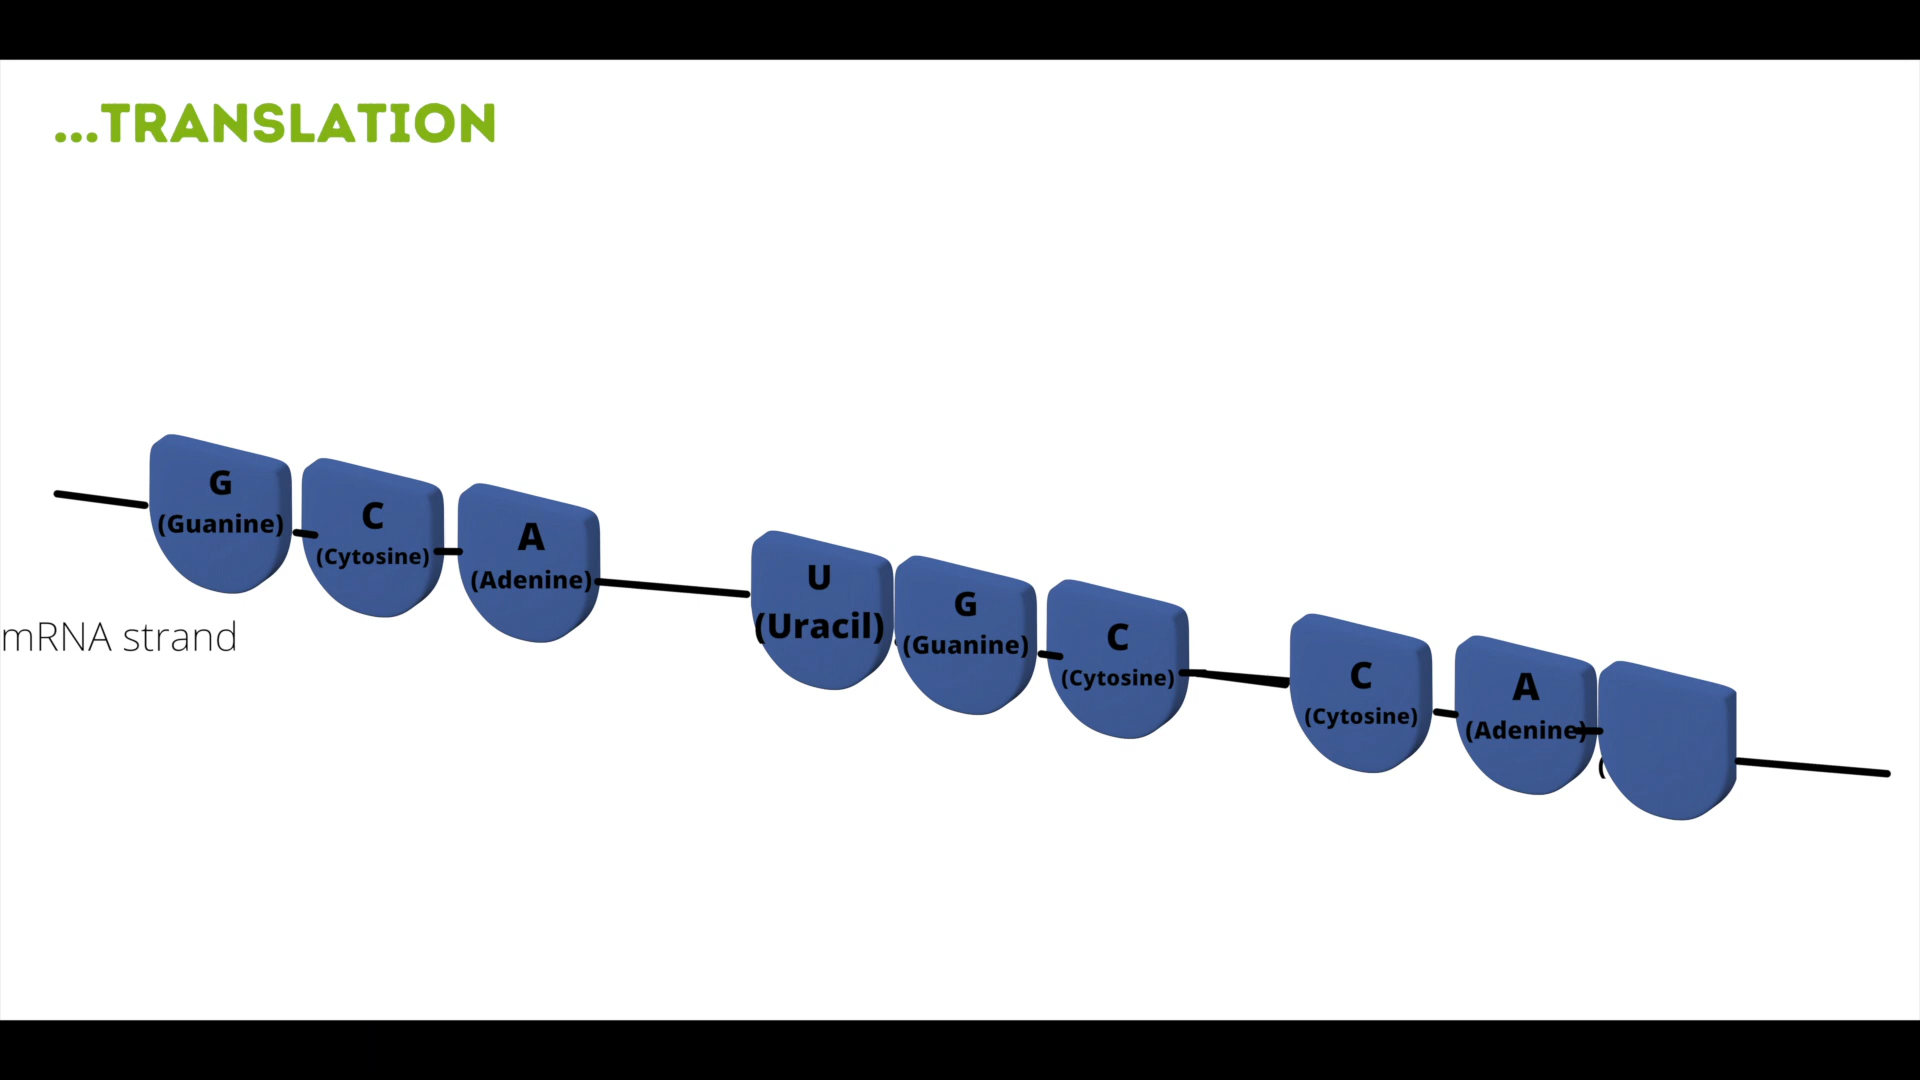 ...TRANSLATION
G
(Guanine)
C
(Cytosine)
A
(Adenine)
mRNA strand
U
(Uracil)
G
(Guanine)
C
(Cytosine)
C
(Cytosine)
A
(Adenine)
(